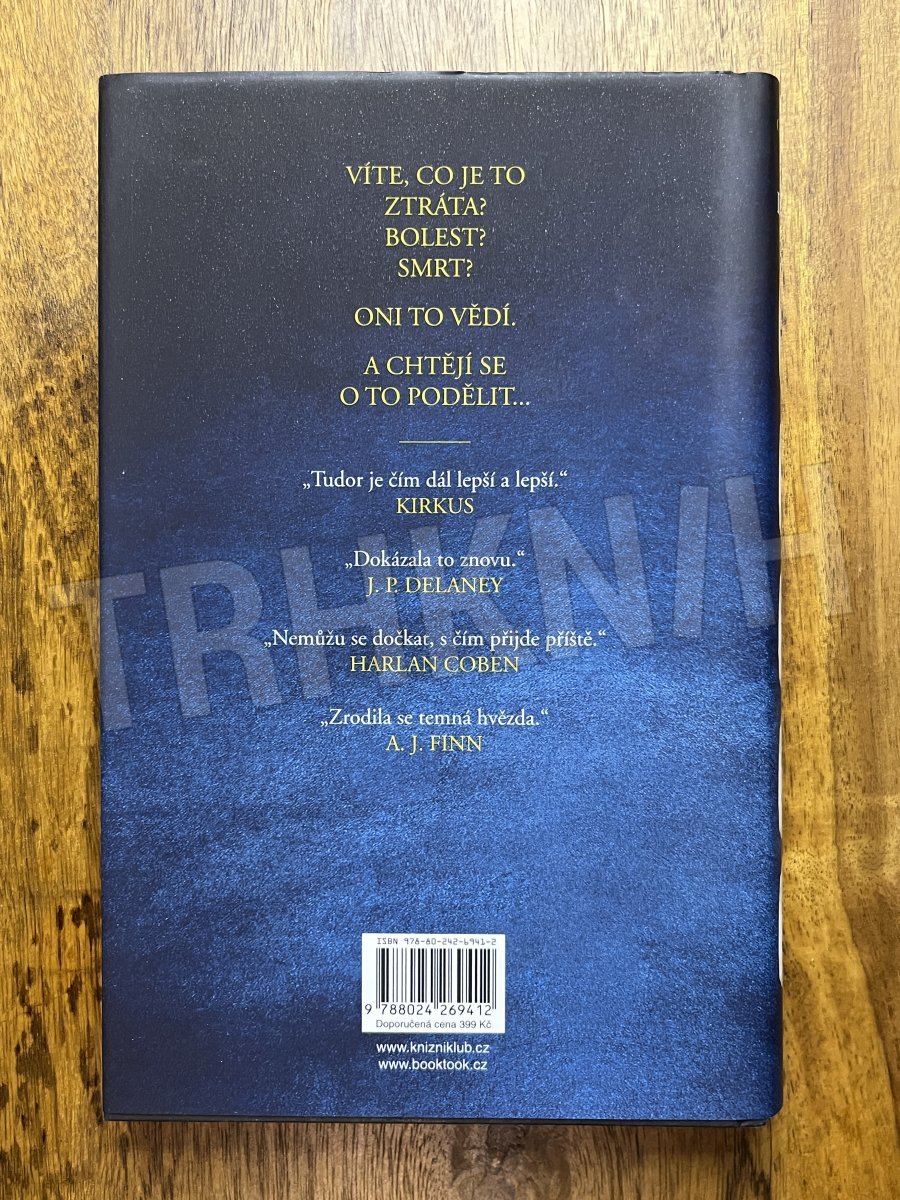 VÍTE, CO JE TO
ZTRÁTA?
BOLEST?
SMRT?
ONI TO VĚDÍ.
A CHTĚJÍ SE
O TO PODĚLIT...
„Tudor je čím dál lepší a lepší.“
KIRKUS
„Dokázala to znovu.“
J. P. DELANEY
„Nemůžu se dočkat, s čím přijde příště.“
HARLAN COBEN
„Zrodila se temná hvězda.“
A. J. FINN
TRHKNIH
ISBN 978-80-242-6941-2
9 788024 269412
Doporučená cena 399 Kč
www.knizniklub.cz
www.booktook.cz